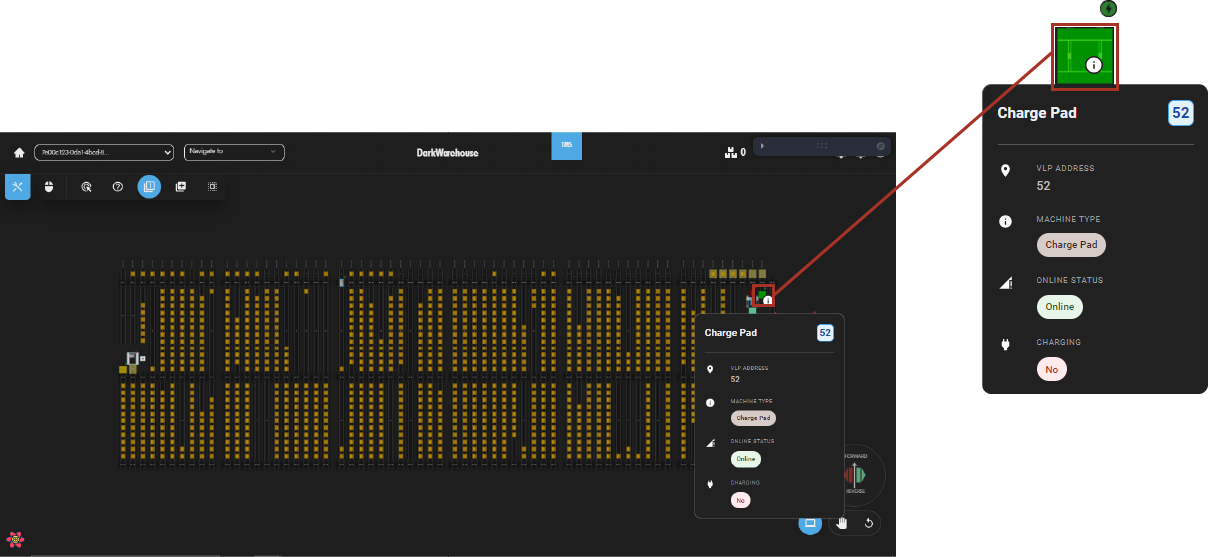 7e00c123-0da1-4bcd-8...
Navigate to
DarkWarehouse
0
Charge Pad
52
VLP ADDRESS
52
MACHINE TYPE
Charge Pad
ONLINE STATUS
Online
CHARGING
No
FORWARD
REVERSE
Charge Pad
52
VLP ADDRESS
52
MACHINE TYPE
Charge Pad
ONLINE STATUS
Online
CHARGING
No